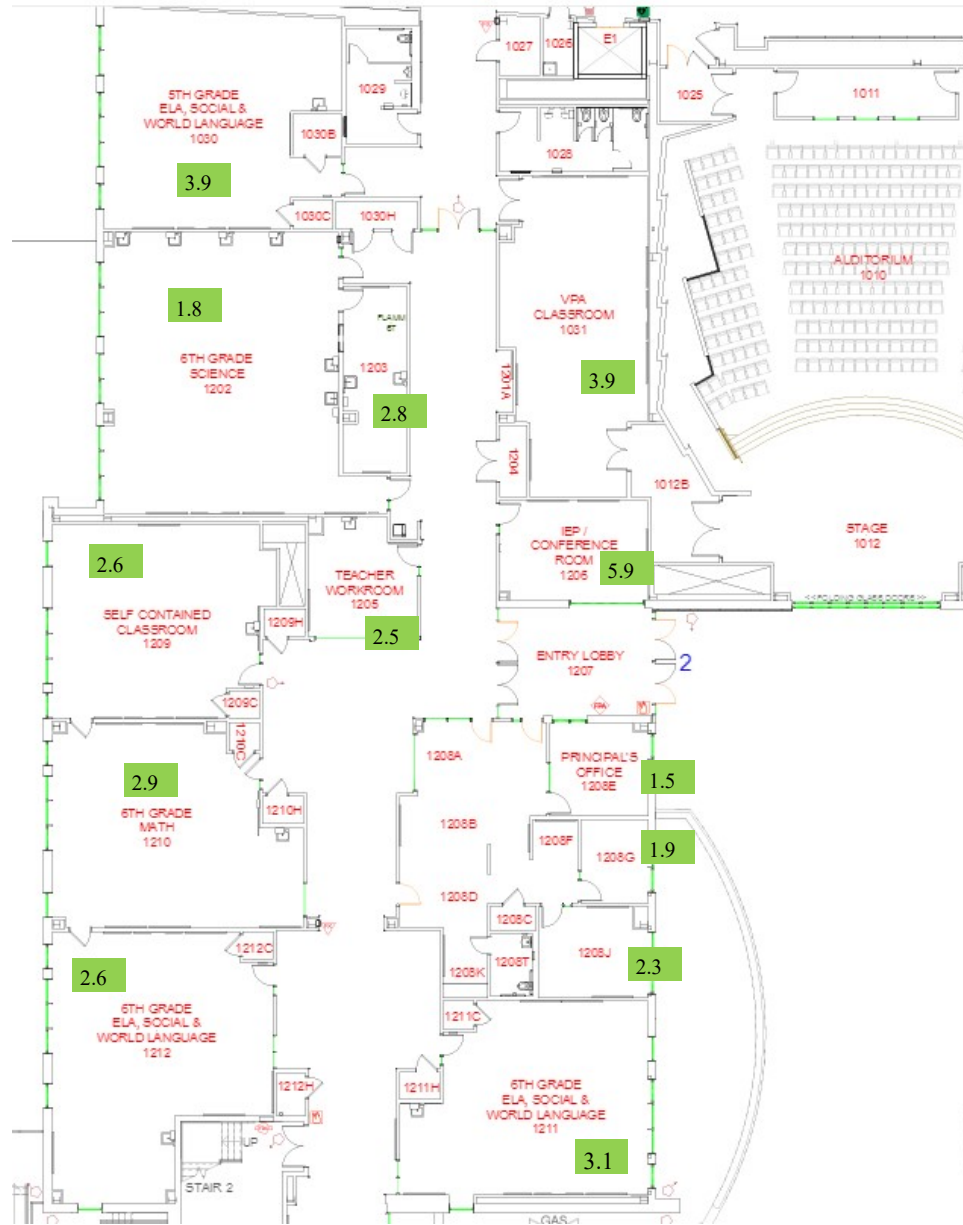 1027
1026
E1
1025
1011
5TH GRADE
ELA, SOCIAL &
WORLD LANGUAGE
1030
3.9
1029
1030B
1028
1030C
1030H
AUDITORIUM
1010
1.8
6TH GRADE
SCIENCE
1202
FLAMM
1203
2.8
VPA
CLASSROOM
1031
3.9
1201A
1204
1012B
STAGE
1012
IEP /
CONFERENCE
ROOM
1206
5.9
<<FOLDING GLASS DOORS>>
2.6
SELF CONTAINED
CLASSROOM
1209
TEACHER
WORKROOM
1205
2.5
1209H
1209C
ENTRY LOBBY
1207
2
1210C
2.9
6TH GRADE
MATH
1210
1210H
1208A
PRINCIPAL'S
OFFICE
1208E
1.5
1208B
1208F
1208G
1.9
1208D
1208C
1208J
2.3
1208K
1208T
1212C
2.6
6TH GRADE
ELA, SOCIAL &
WORLD LANGUAGE
1212
1212H
1211C
1211H
6TH GRADE
ELA, SOCIAL &
WORLD LANGUAGE
1211
3.1
UP
STAIR 2
GAS